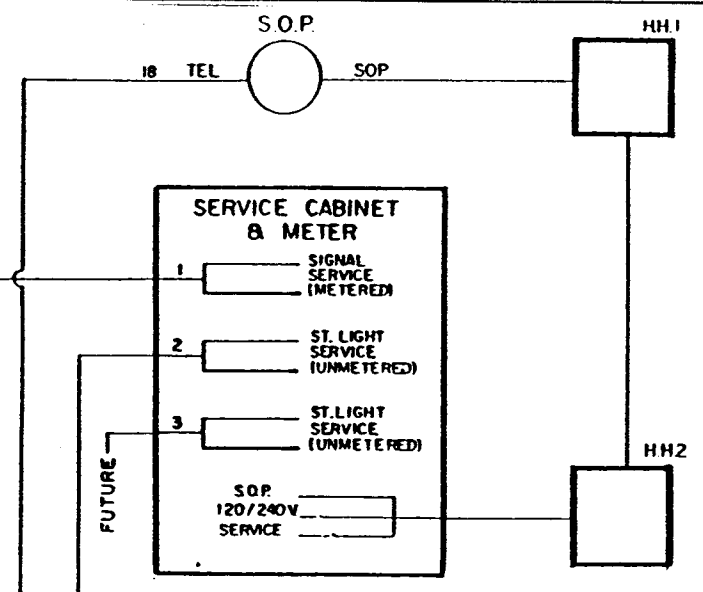 S.O.P.
H.H.1
18 TEL
SOP
SERVICE CABINET
& METER
1
SIGNAL
SERVICE
(METERED)
2
ST. LIGHT
SERVICE
(UNMETERED)
3
ST.LIGHT
SERVICE
(UNMETERED)
FUTURE
H.H.2
S.O.P.
120/240V
SERVICE